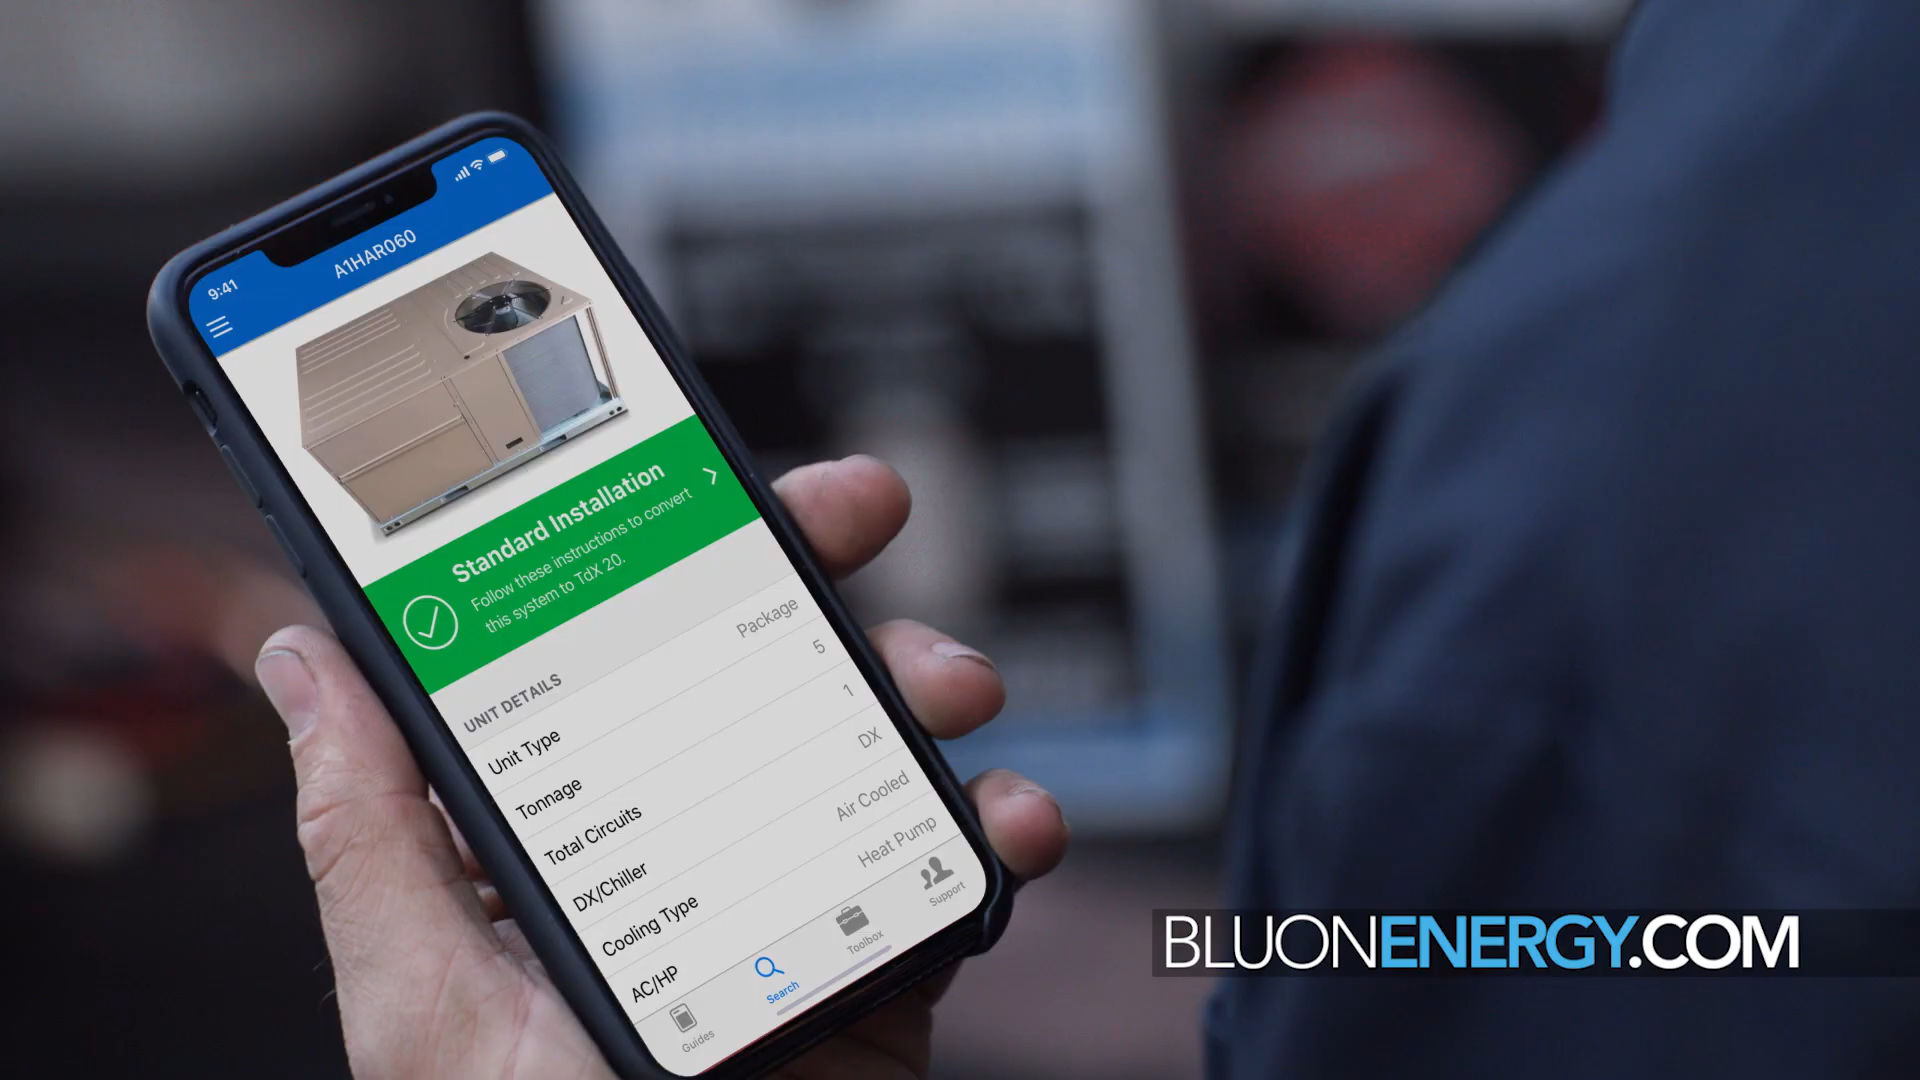 9:41
A1HAR060
Standard Installation
Follow these instructions to convert
this system to TdX 20.
UNIT DETAILS
Unit Type Package
Tonnage 5
Total Circuits 1
DX/Chiller DX
Cooling Type Air Cooled
AC/HP Heat Pump
Guides
Search
Toolbox
Support
BLUONENERGY.COM